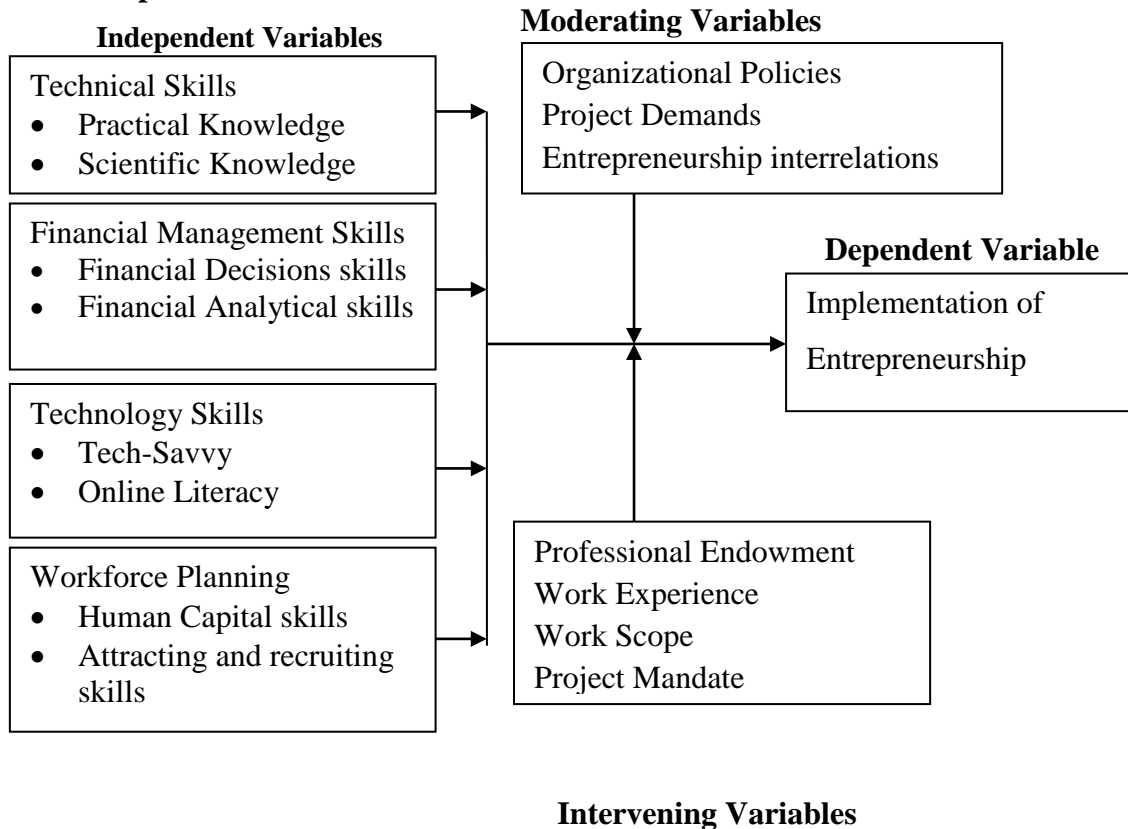 Independent Variables
Technical Skills
• Practical Knowledge
• Scientific Knowledge
Financial Management Skills
• Financial Decisions skills
• Financial Analytical skills
Technology Skills
• Tech-Savvy
• Online Literacy
Workforce Planning
• Human Capital skills
• Attracting and recruiting
skills
Moderating Variables
Organizational Policies
Project Demands
Entrepreneurship interrelations
Dependent Variable
Implementation of
Entrepreneurship
Professional Endowment
Work Experience
Work Scope
Project Mandate
Intervening Variables